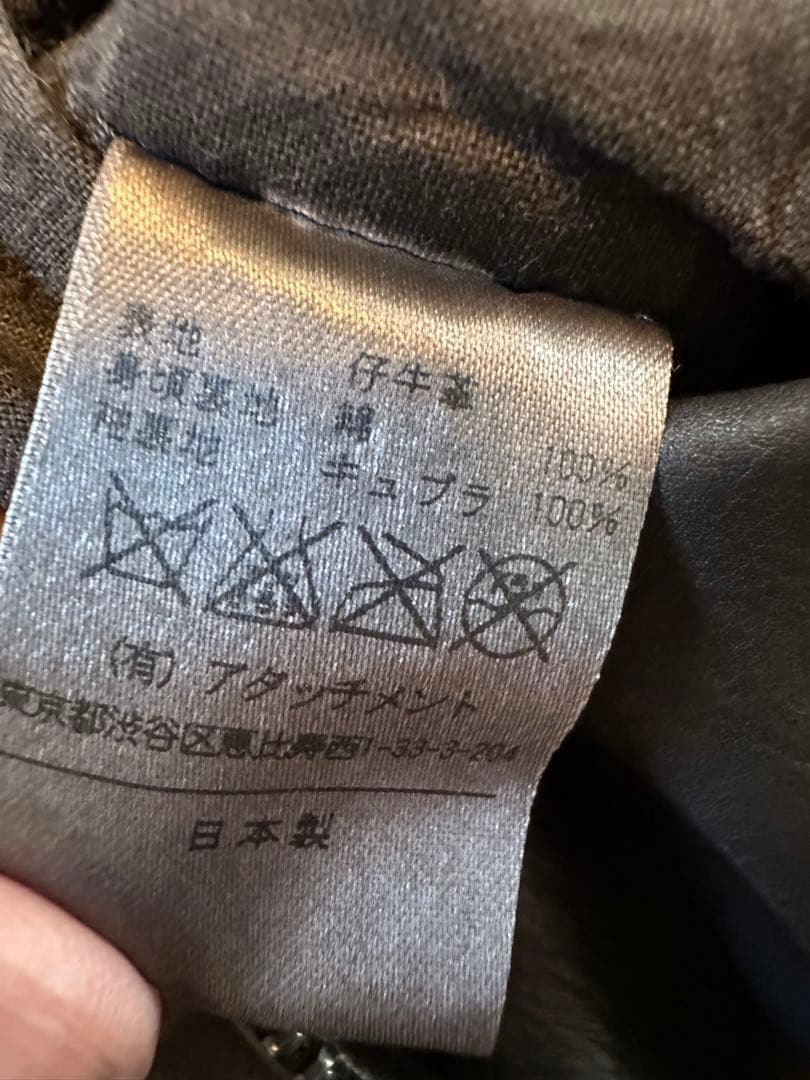 表地 仔牛革
身頃裏地 綿 100%
袖裏地 キュプラ 100%
(有) アタッチメント
東京都渋谷区恵比寿西1-33-3-204
日本製